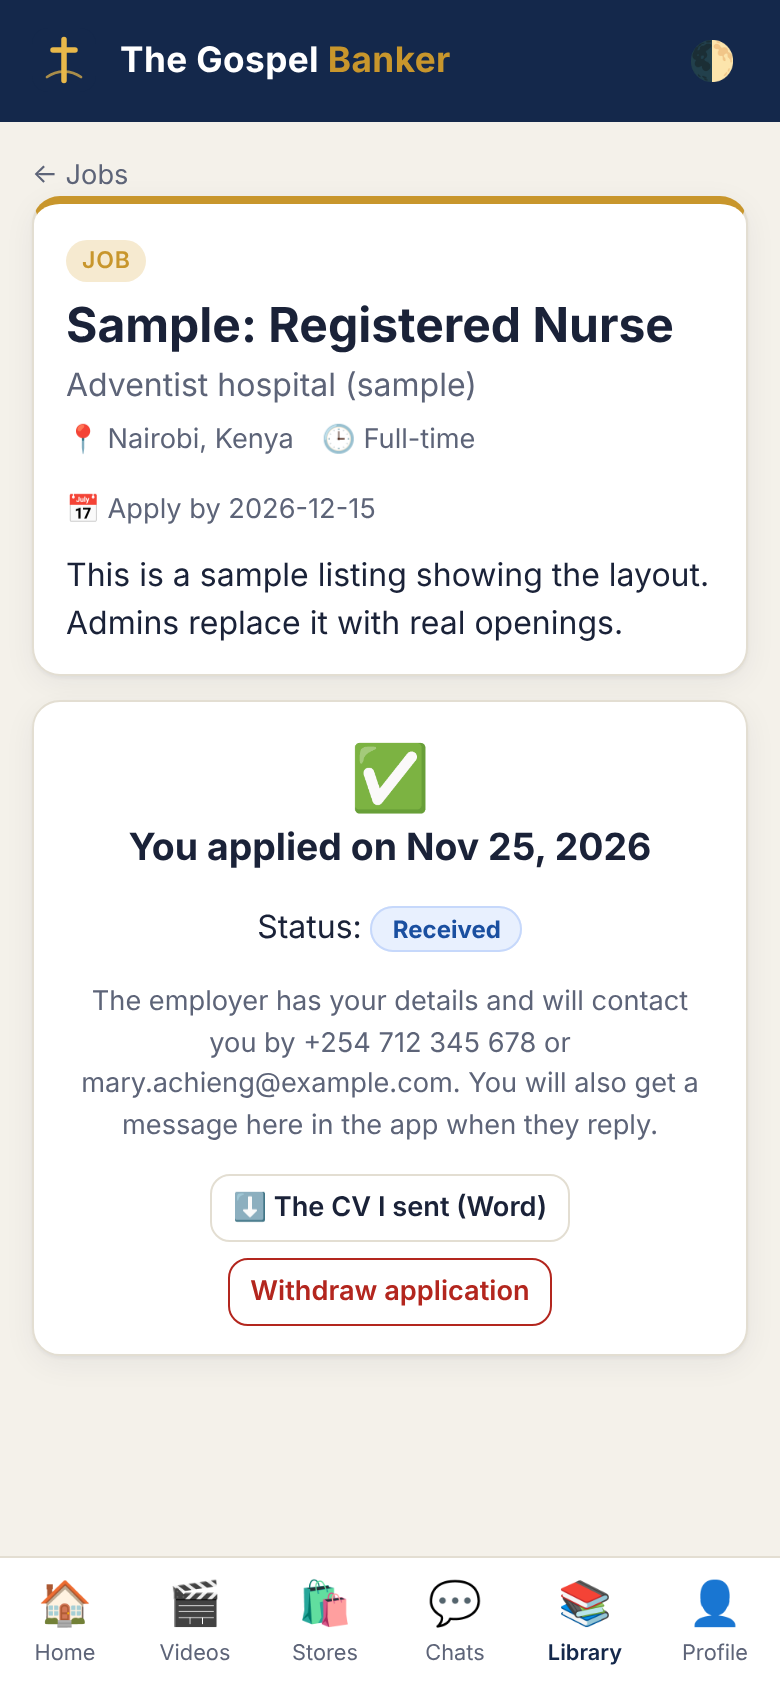 The Gospel Banker
← Jobs
JOB
Sample: Registered Nurse
Adventist hospital (sample)
Nairobi, Kenya Full-time
Apply by 2026-12-15
This is a sample listing showing the layout.
Admins replace it with real openings.
You applied on Nov 25, 2026
Status: Received
The employer has your details and will contact
you by +254 712 345 678 or
mary.achieng@example.com. You will also get a
message here in the app when they reply.
The CV I sent (Word)
Withdraw application
Home Videos Stores Chats Library Profile